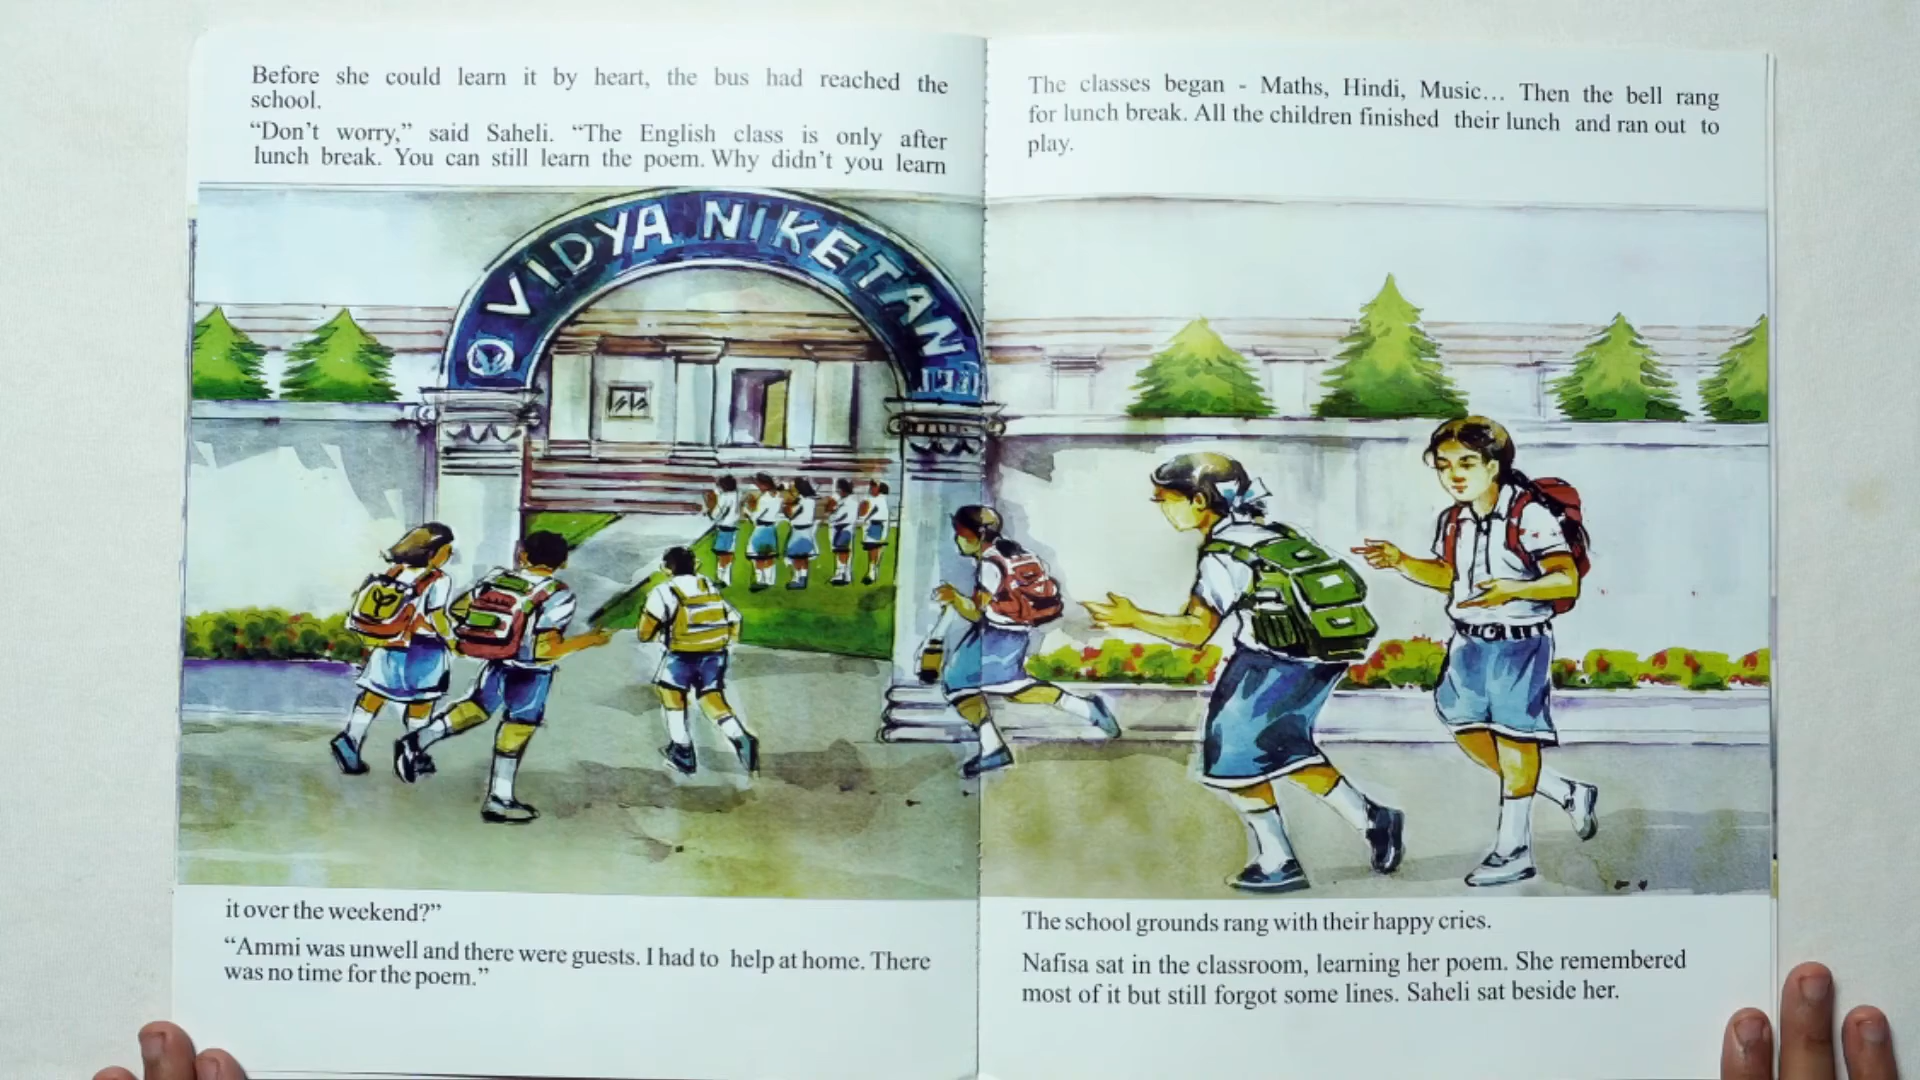 Before she could learn it by heart, the bus had reached the
school.
“Don’t worry,” said Saheli. “The English class is only after
lunch break. You can still learn the poem. Why didn’t you learn
VIDYA NIKETAN
it over the weekend?”
“Ammi was unwell and there were guests. I had to help at home. There
was no time for the poem.”
The classes began - Maths, Hindi, Music… Then the bell rang
for lunch break. All the children finished their lunch and ran out to
play.
The school grounds rang with their happy cries.
Nafisa sat in the classroom, learning her poem. She remembered
most of it but still forgot some lines. Saheli sat beside her.